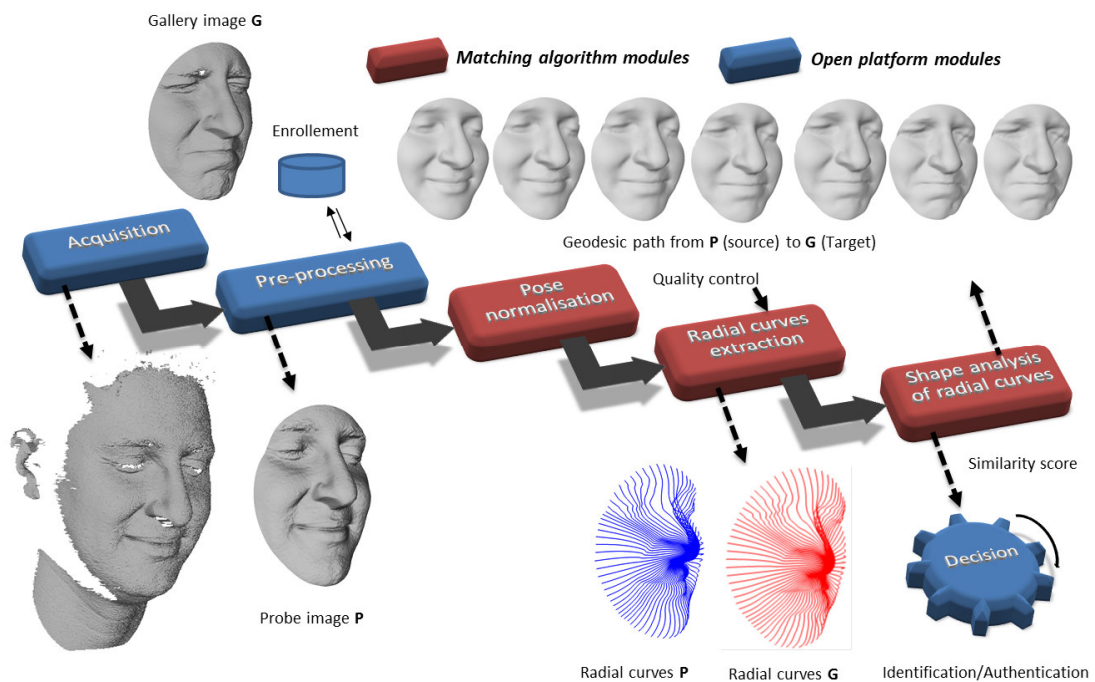 Gallery image G
Matching algorithm modules
Open platform modules
Enrollement
Acquisition
Pre-processing
Geodesic path from P (source) to G (Target)
Pose
normalisation
Quality control
Radial curves
extraction
Shape analysis
of radial curves
Similarity score
Decision
Probe image P
Radial curves P
Radial curves G
Identification/Authentication